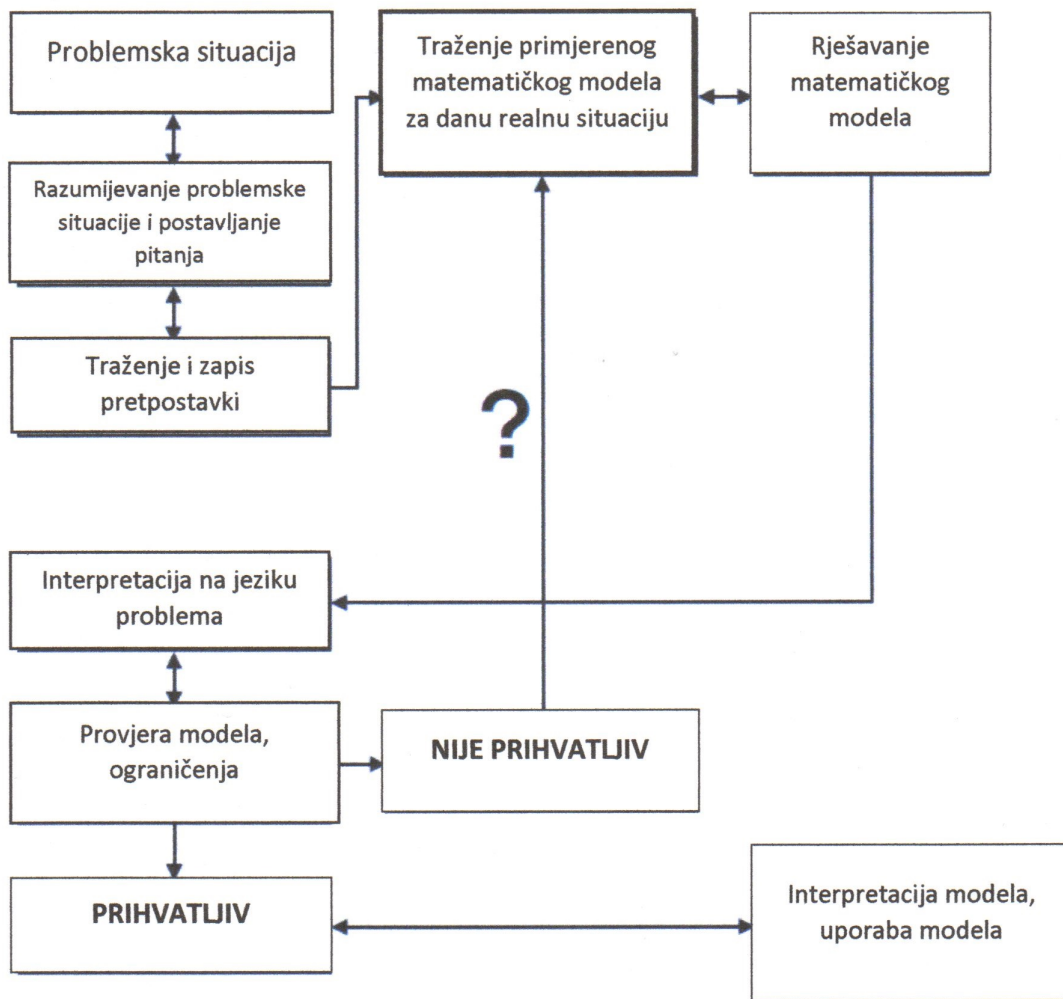 Problemska situacija
Razumijevanje problemske
situacije i postavljanje
pitanja
Traženje i zapis
pretpostavki
Traženje primjerenog
matematičkog modela
za danu realnu situaciju
Rješavanje
matematičkog
modela
?
Interpretacija na jeziku
problema
Provjera modela,
ograničenja
NIJE PRIHVATLJIV
PRIHVATLJIV
Interpretacija modela,
uporaba modela